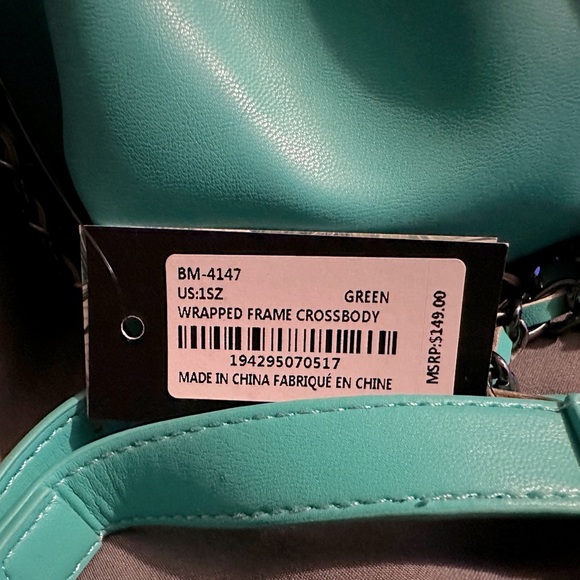 BM-4147
US:1SZ GREEN
WRAPPED FRAME CROSSBODY
194295070517
MADE IN CHINA FABRIQUÉ EN CHINE
MSRP:$149.00